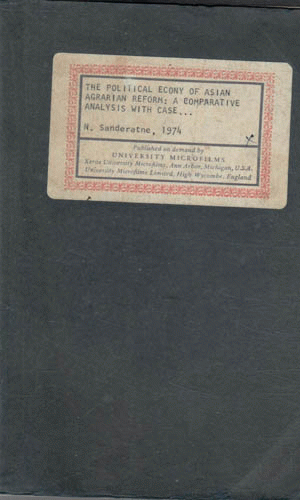 THE POLITICAL ECONY OF ASIAN
AGRARIAN REFORM: A COMPARATIVE
ANALYSIS WITH CASE...
N. Sanderatne, 1974
Published on demand by
UNIVERSITY MICROFILMS
Xerox University Microfilms, Ann Arbor, Michigan, U.S.A.
University Microfilms Limited, High Wycombe, England